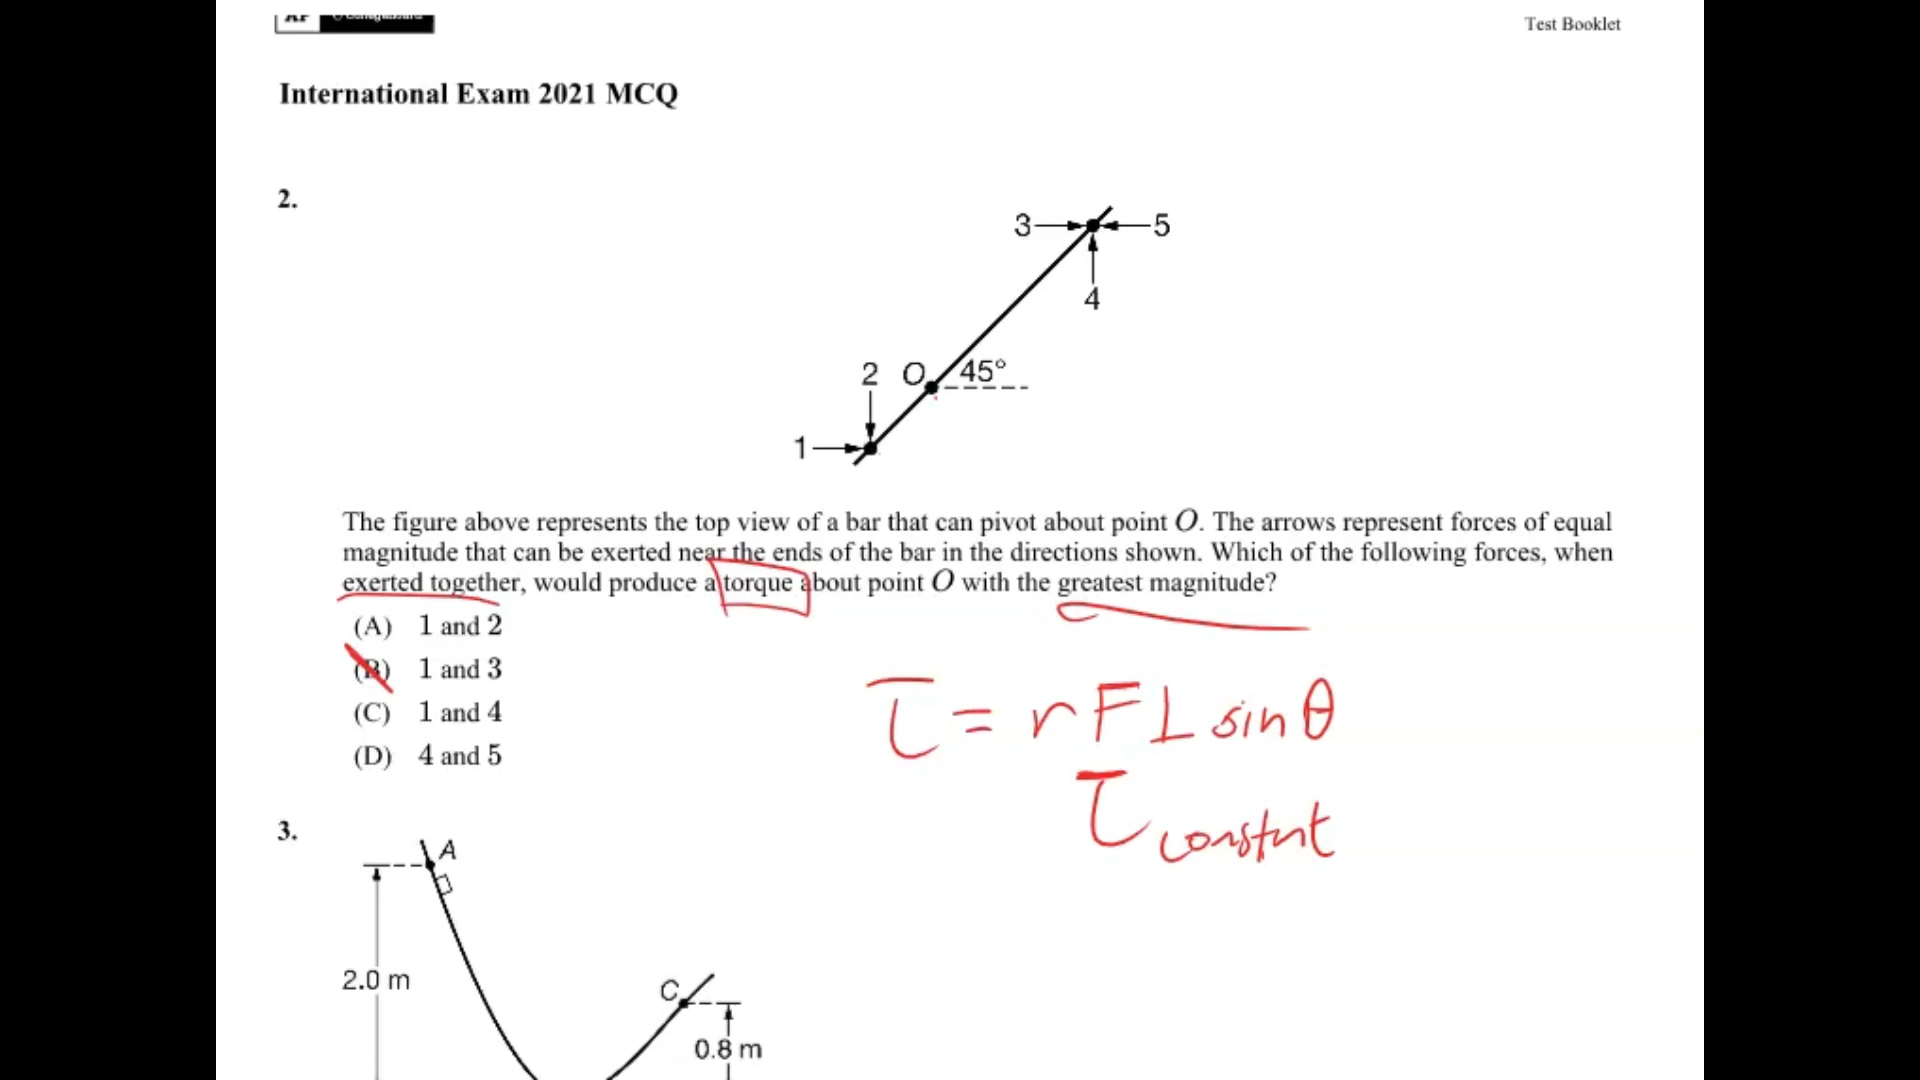 AP
Test Booklet
International Exam 2021 MCQ
2.
3
5
4
2 O 45°
1
The figure above represents the top view of a bar that can pivot about point O. The arrows represent forces of equal
magnitude that can be exerted near the ends of the bar in the directions shown. Which of the following forces, when
exerted together, would produce a torque about point O with the greatest magnitude?
(A) 1 and 2
(B) 1 and 3
(C) 1 and 4
(D) 4 and 5
τ = rF⊥ sin θ
τ constant
3.
A
2.0 m
C
0.8 m